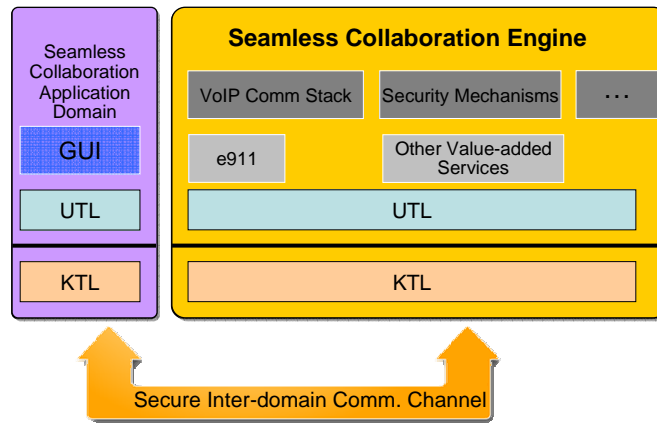 Seamless
Collaboration
Application
Domain
GUI
UTL
KTL
Seamless Collaboration Engine
VoIP Comm Stack
Security Mechanisms
...
e911
Other Value-added
Services
UTL
KTL
Secure Inter-domain Comm. Channel